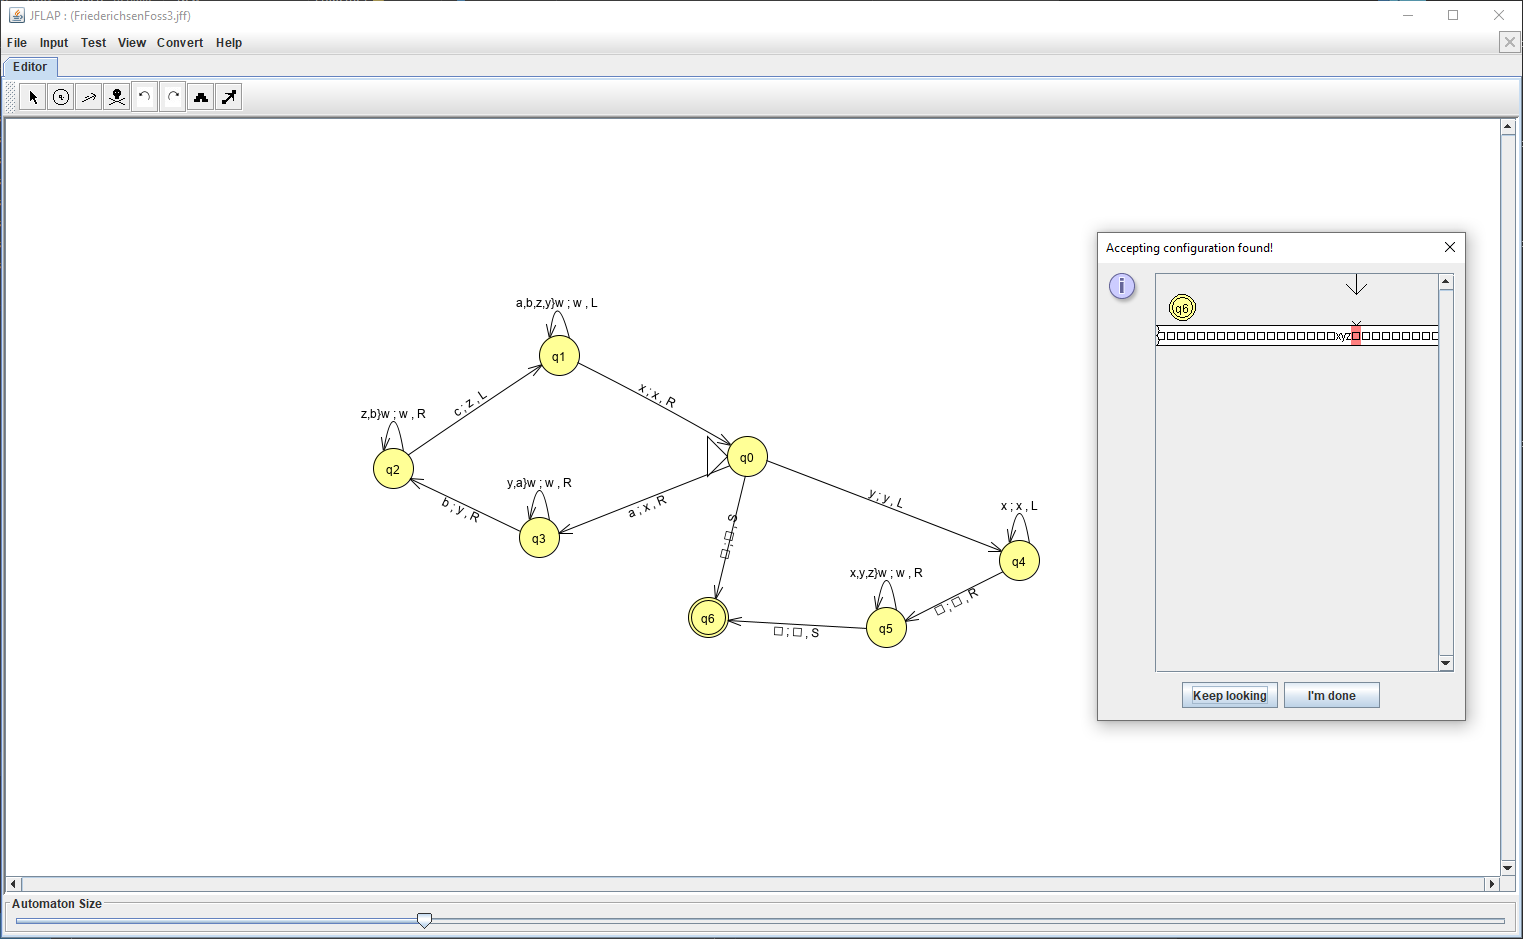 JFLAP : (FriederichsenFoss3.jff)
File Input Test View Convert Help
Editor
a,b,z,y}w ; w , L
q1
c ; z , L
x ; x , R
z,b}w ; w , R
q2
q0
y,a}w ; w , R
b ; y , R
a ; x , R
q3
y ; y , L
□ ; □ , S
x ; x , L
q4
□ ; □ , R
x,y,z}w ; w , R
q5
□ ; □ , S
q6
Accepting configuration found!
i
q6
□□□□□□□□□□□□□□□□□□xyz□□□□□□□□□
Keep looking I'm done
Automaton Size